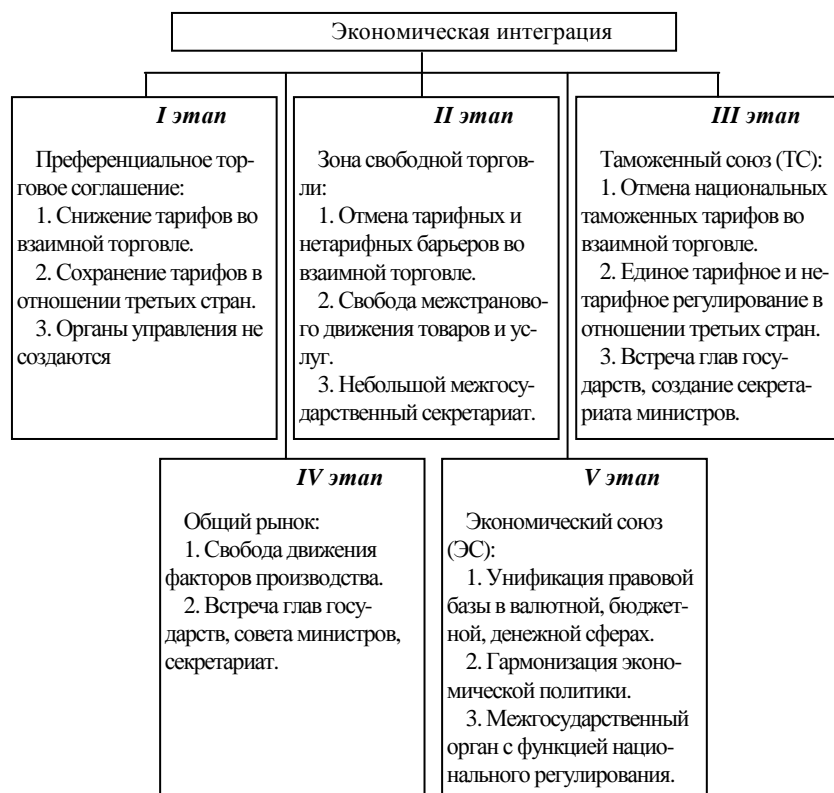 Экономическая интеграция
I этап
Преференциальное тор-
говое соглашение:
1. Снижение тарифов во
взаимной торговле.
2. Сохранение тарифов в
отношении третьих стран.
3. Органы управления не
создаются
II этап
Зона свободной торгов-
ли:
1. Отмена тарифных и
нетарифных барьеров во
взаимной торговле.
2. Свобода межстраново-
го движения товаров и ус-
луг.
3. Небольшой межгосу-
дарственный секретариат.
III этап
Таможенный союз (ТС):
1. Отмена национальных
таможенных тарифов во
взаимной торговле.
2. Единое тарифное и не-
тарифное регулирование в
отношении третьих стран.
3. Встреча глав госу-
дарств, создание секрета-
риата министров.
IV этап
Общий рынок:
1. Свобода движения
факторов производства.
2. Встреча глав госу-
дарств, совета министров,
секретариат.
V этап
Экономический союз
(ЭС):
1. Унификация правовой
базы в валютной, бюджет-
ной, денежной сферах.
2. Гармонизация эконо-
мической политики.
3. Межгосударственный
орган с функцией нацио-
нального регулирования.